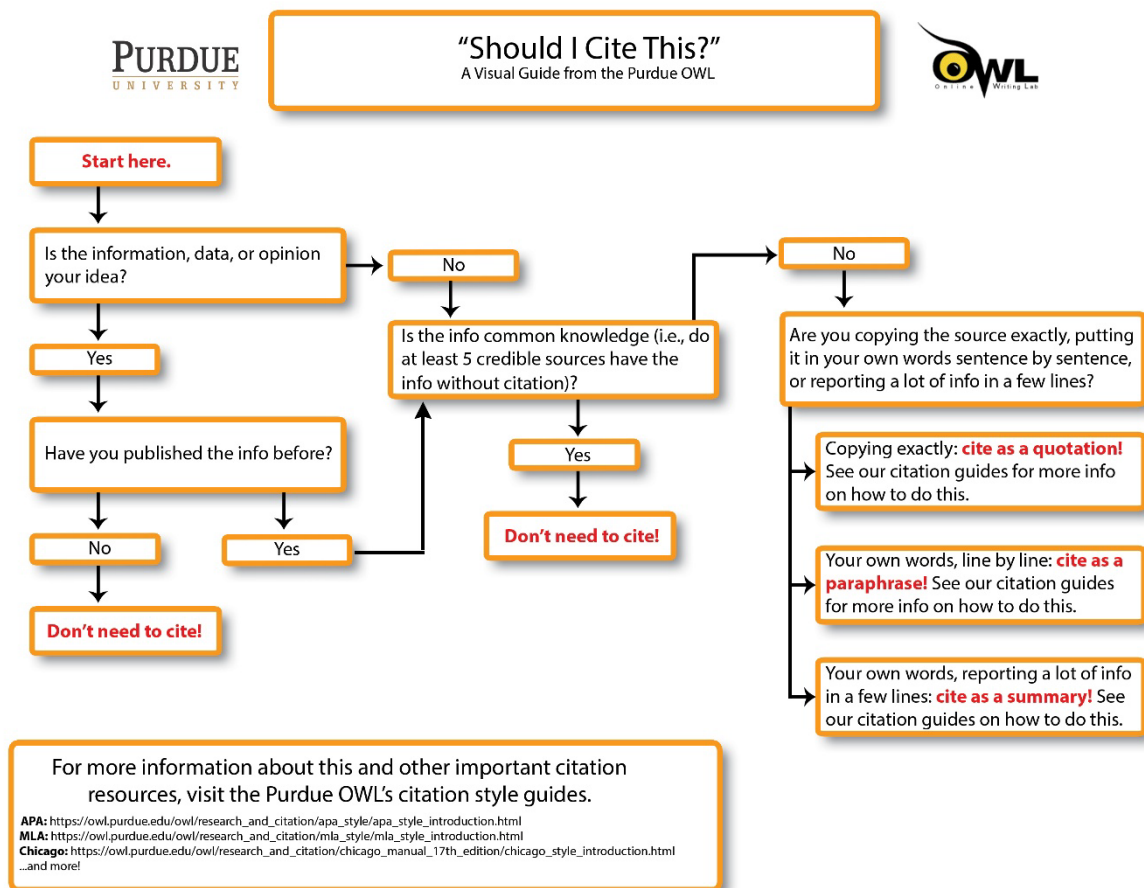 PURDUE
UNIVERSITY
“Should I Cite This?”
A Visual Guide from the Purdue OWL
OWL
Online Writing Lab
Start here.
Is the information, data, or opinion
your idea?
Yes
Have you published the info before?
No
Don’t need to cite!
Yes
No
Is the info common knowledge (i.e., do
at least 5 credible sources have the
info without citation)?
Yes
Don’t need to cite!
No
Are you copying the source exactly, putting
it in your own words sentence by sentence,
or reporting a lot of info in a few lines?
Copying exactly: cite as a quotation!
See our citation guides for more info
on how to do this.
Your own words, line by line: cite as a
paraphrase! See our citation guides
for more info on how to do this.
Your own words, reporting a lot of info
in a few lines: cite as a summary! See
our citation guides on how to do this.
For more information about this and other important citation
resources, visit the Purdue OWL’s citation style guides.
APA: https://owl.purdue.edu/owl/research_and_citation/apa_style/apa_style_introduction.html
MLA: https://owl.purdue.edu/owl/research_and_citation/mla_style/mla_style_introduction.html
Chicago: https://owl.purdue.edu/owl/research_and_citation/chicago_manual_17th_edition/chicago_style_introduction.html
...and more!